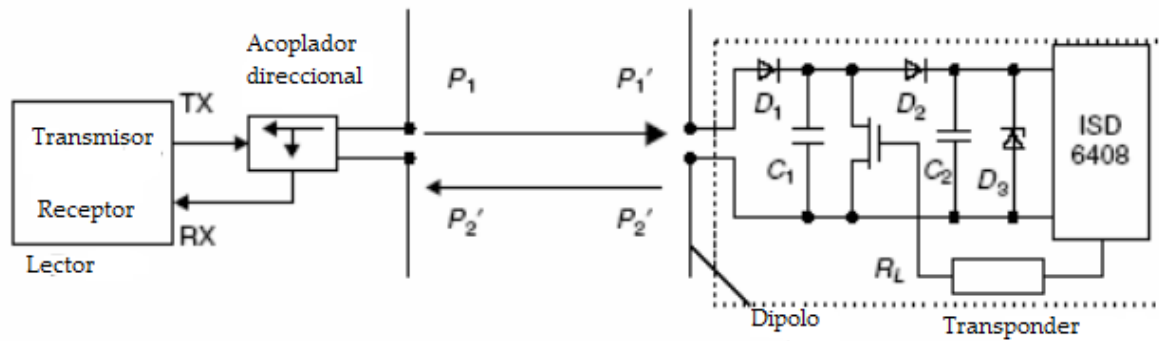 Acoplador
direccional
TX
Transmisor
Receptor
RX
Lector
P₁
P₁′
P₂′
P₂′
D₁
D₂
C₁
C₂
D₃
ISD
6408
R_L
Dipolo
Transponder